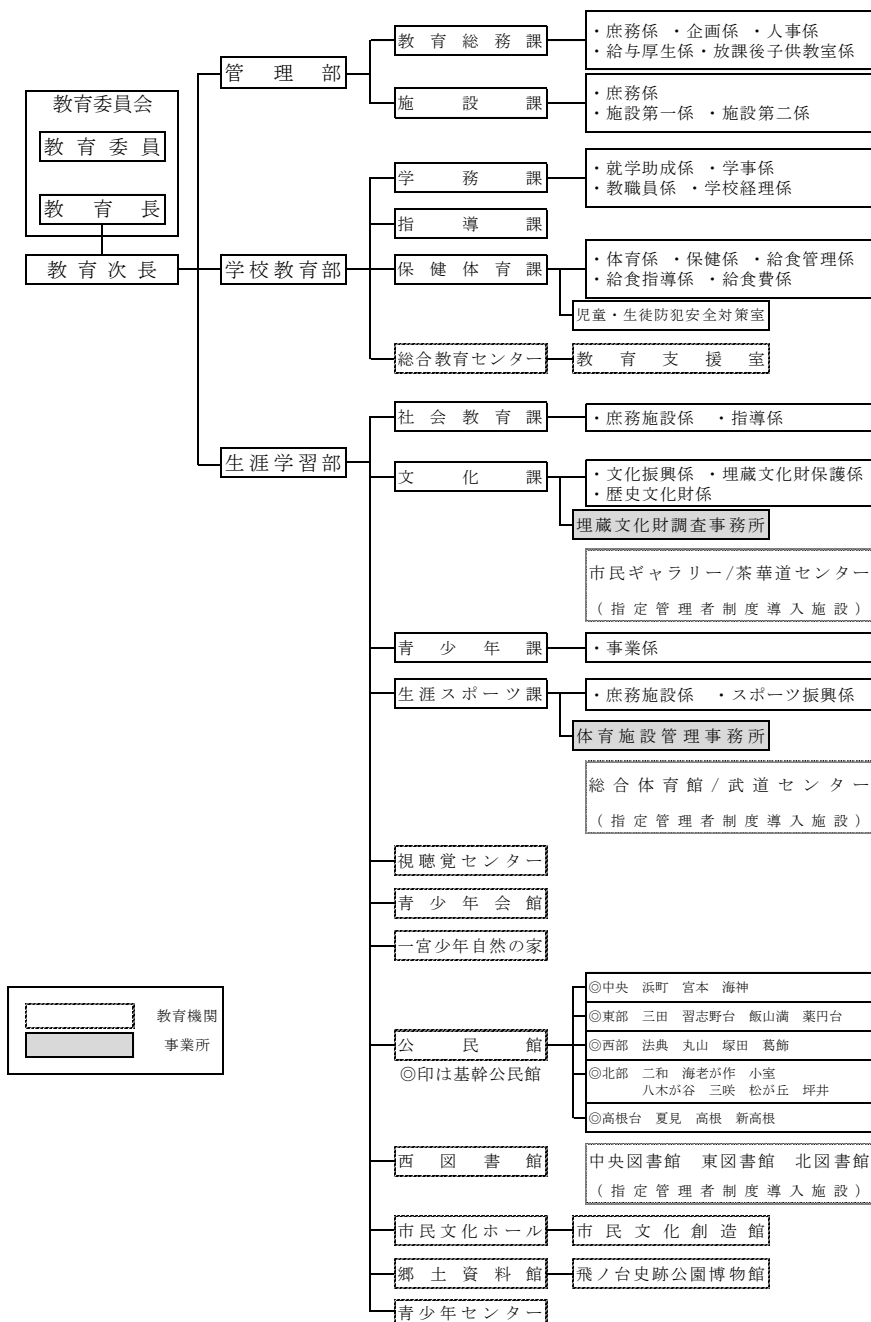 教育委員会
教育委員
教育長
教育次長
管理部
教育総務課
・庶務係 ・企画係 ・人事係
・給与厚生係・放課後子供教室係
施設課
・庶務係
・施設第一係 ・施設第二係
学校教育部
学務課
・就学助成係 ・学事係
・教職員係 ・学校経理係
指導課
保健体育課
・体育係 ・保健係 ・給食管理係
・給食指導係 ・給食費係
児童・生徒防犯安全対策室
総合教育センター
教育支援室
生涯学習部
社会教育課
・庶務施設係 ・指導係
文化課
・文化振興係 ・埋蔵文化財保護係
・歴史文化財係
埋蔵文化財調査事務所
市民ギャラリー/茶華道センター
(指定管理者制度導入施設)
青少年課
・事業係
生涯スポーツ課
・庶務施設係 ・スポーツ振興係
体育施設管理事務所
総合体育館/武道センター
(指定管理者制度導入施設)
視聴覚センター
青少年会館
一宮少年自然の家
公民館
◎印は基幹公民館
◎中央 浜町 宮本 海神
◎東部 三田 習志野台 飯山満 薬円台
◎西部 法典 丸山 塚田 葛飾
◎北部 二和 海老が作 小室
八木が谷 三咲 松が丘 坪井
◎高根台 夏見 高根 新高根
西図書館
中央図書館 東図書館 北図書館
(指定管理者制度導入施設)
市民文化ホール
市民文化創造館
郷土資料館
飛ノ台史跡公園博物館
青少年センター
教育機関
事業所